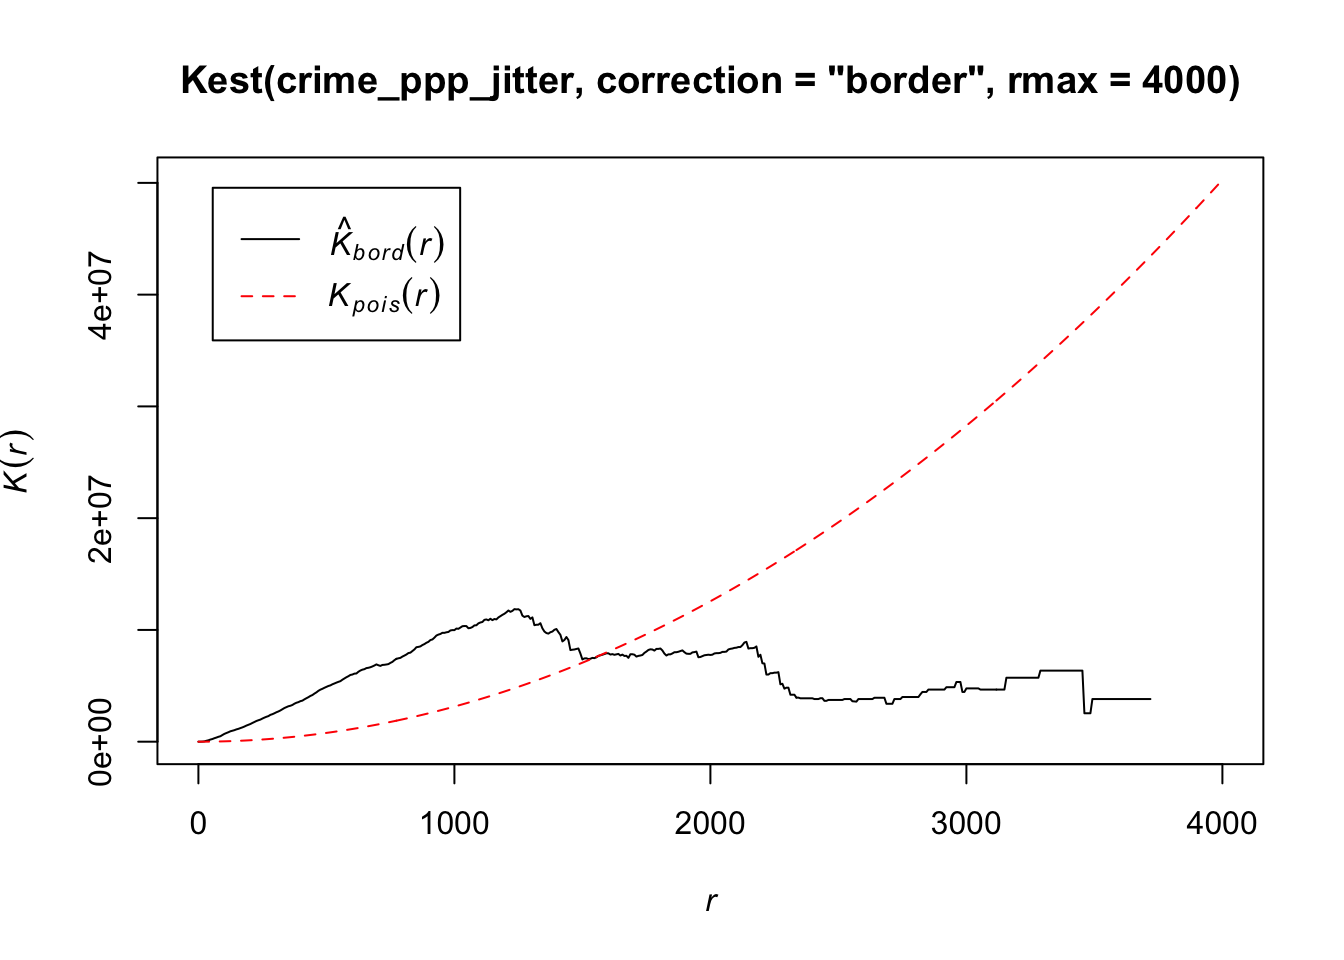 Kest(crime_ppp_jitter, correction = "border", rmax = 4000)
K̂bord(r)
Kpois(r)
K(r)
4e+07
2e+07
0e+00
0 1000 2000 3000 4000
r